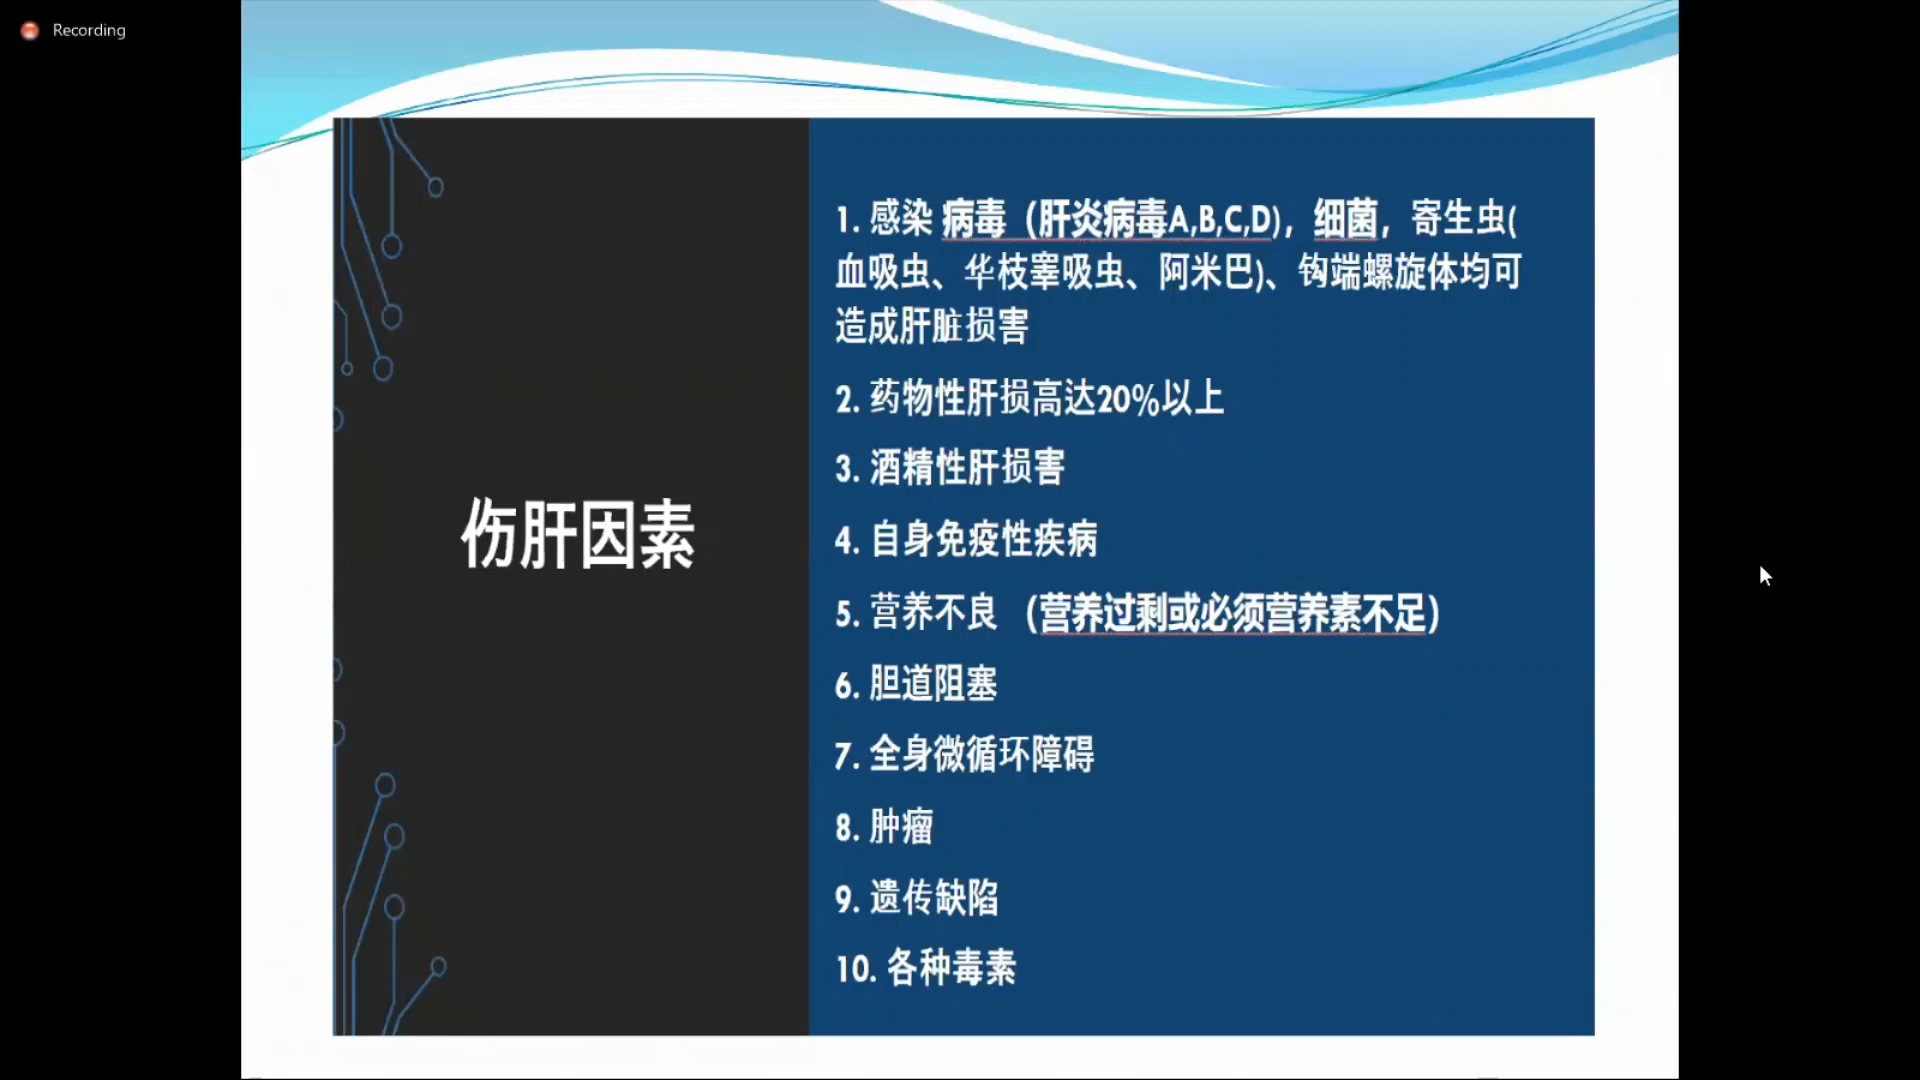 Recording
伤肝因素
1. 感染 病毒（肝炎病毒A,B,C,D)，细菌，寄生虫(
血吸虫、华枝睾吸虫、阿米巴)、钩端螺旋体均可
造成肝脏损害
2. 药物性肝损高达20%以上
3. 酒精性肝损害
4. 自身免疫性疾病
5. 营养不良 （营养过剩或必须营养素不足）
6. 胆道阻塞
7. 全身微循环障碍
8. 肿瘤
9. 遗传缺陷
10. 各种毒素